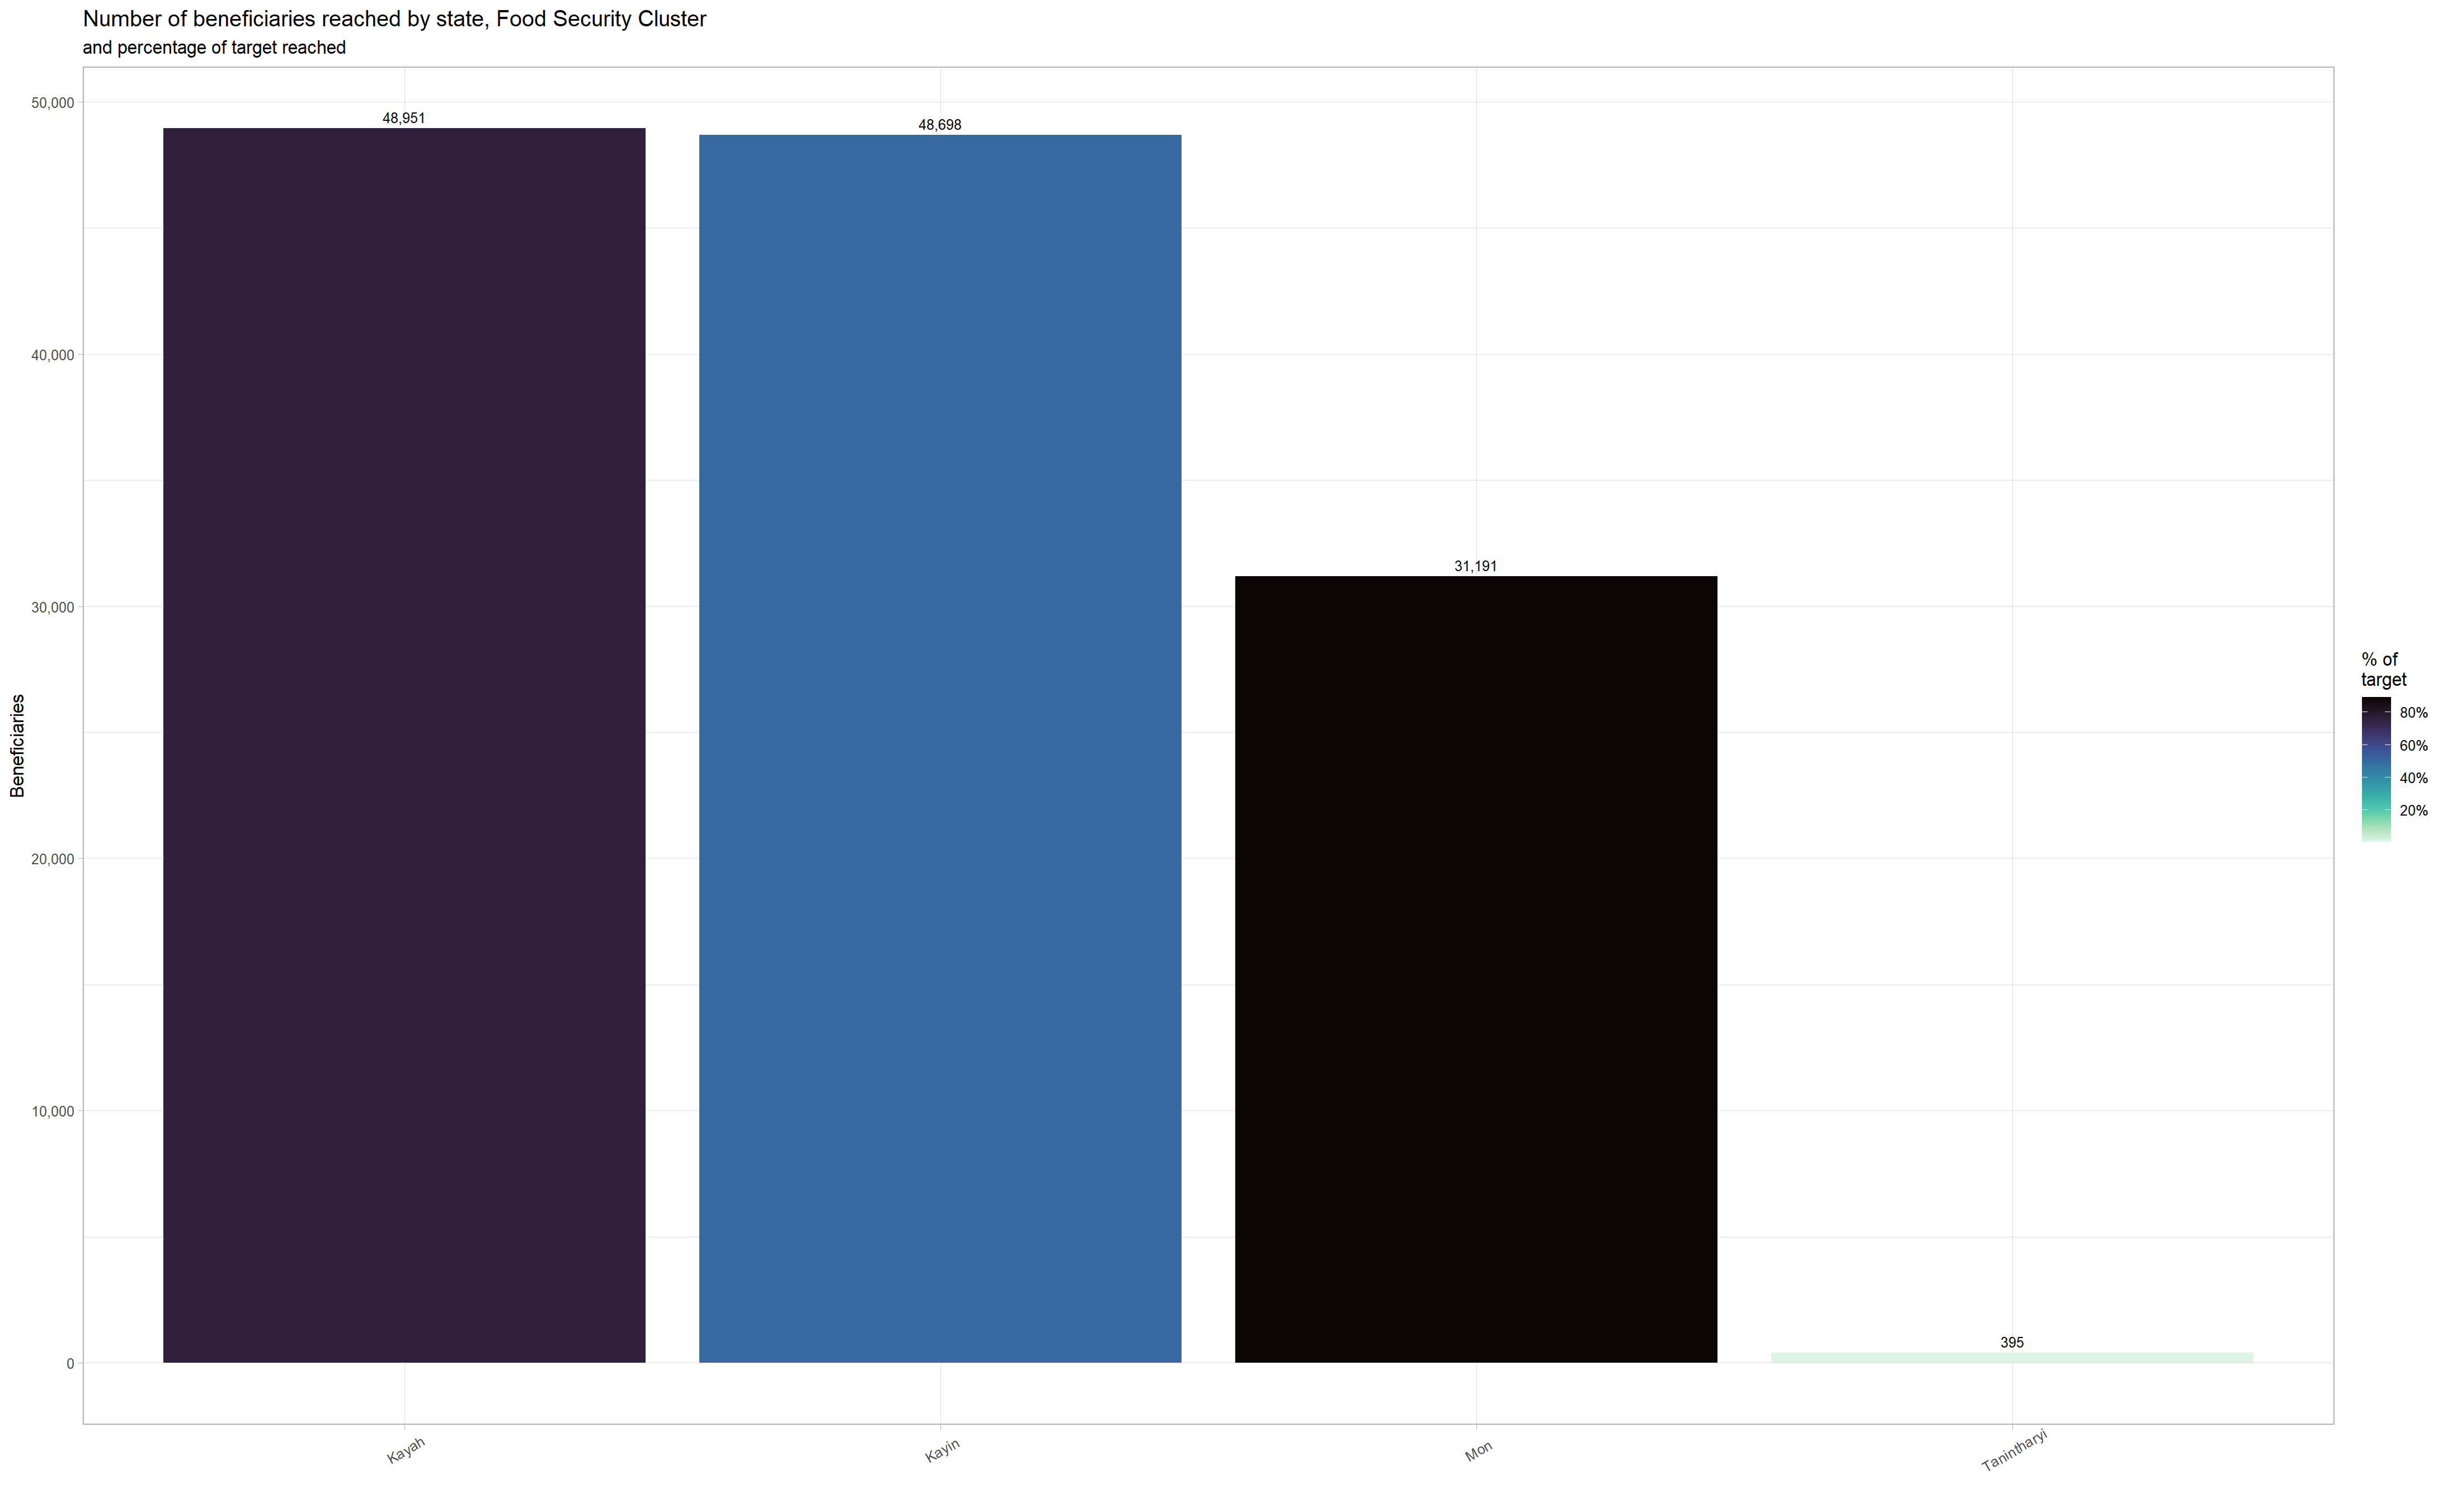 Number of beneficiaries reached by state, Food Security Cluster
and percentage of target reached
50,000
40,000
30,000
20,000
10,000
0
Beneficiaries
48,951
48,698
31,191
395
Kayah
Kayin
Mon
Tanintharyi
% of
target
80%
60%
40%
20%